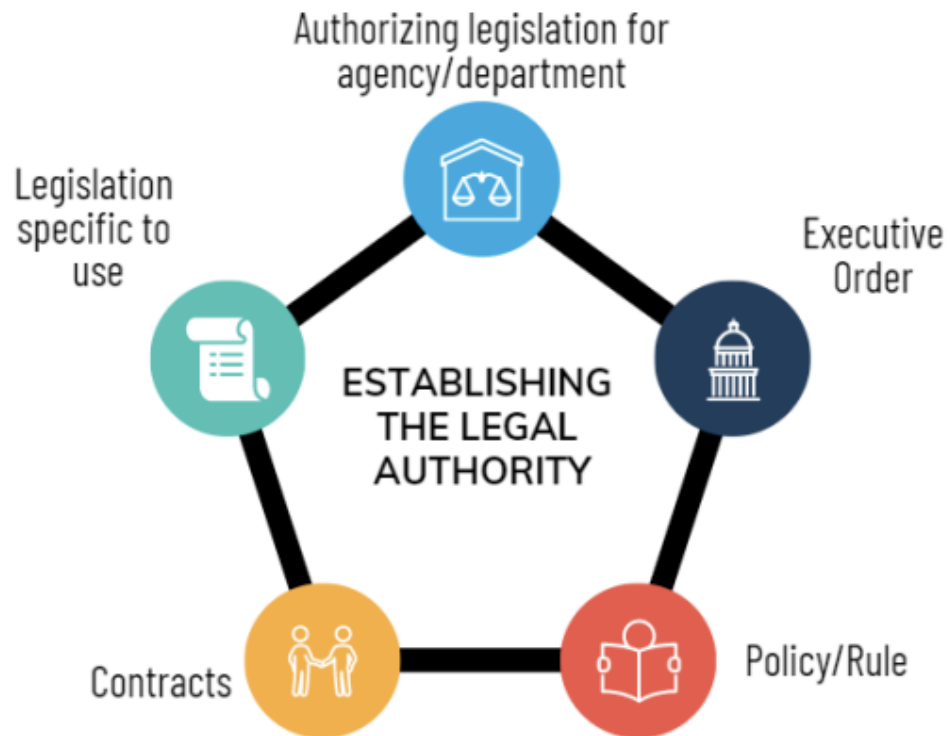 Authorizing legislation for
agency/department
Legislation
specific to
use
Executive
Order
ESTABLISHING
THE LEGAL
AUTHORITY
Contracts
Policy/Rule